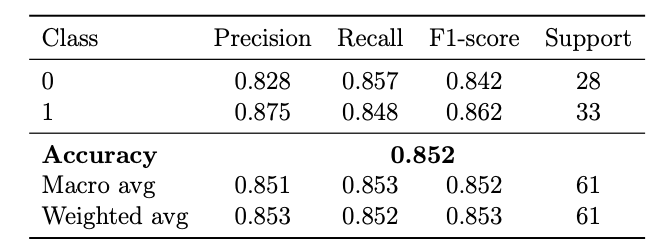 Class Precision Recall F1-score Support
0 0.828 0.857 0.842 28
1 0.875 0.848 0.862 33
Accuracy 0.852
Macro avg 0.851 0.853 0.852 61
Weighted avg 0.853 0.852 0.853 61